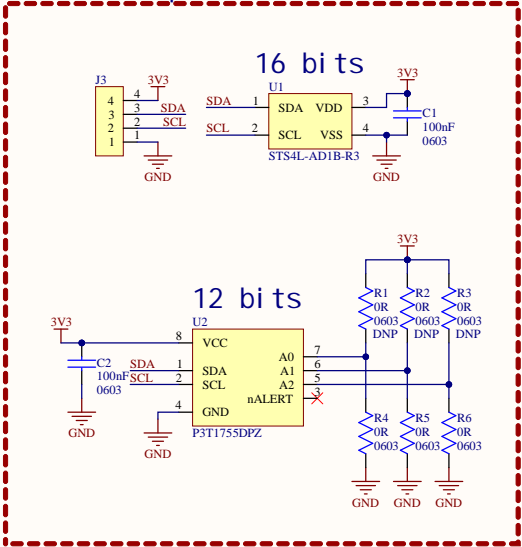 16 bits
J3
3V3
4 4
3 3 SDA
2 2 SCL
1 1
GND
U1
SDA 1 SDA VDD 3
SCL 2 SCL VSS 4
STS4L-AD1B-R3
3V3
C1
100nF
0603
GND
12 bits
3V3
C2
100nF
0603
GND
U2
8 VCC
SDA 1 SDA
SCL 2 SCL
4 GND
GND
A0 7
A1 6
A2 5
nALERT 3
P3T1755DPZ
3V3
R1 R2 R3
0R 0R 0R
0603 0603 0603
DNP DNP DNP
R4 R5 R6
0R 0R 0R
0603 0603 0603
GND GND GND